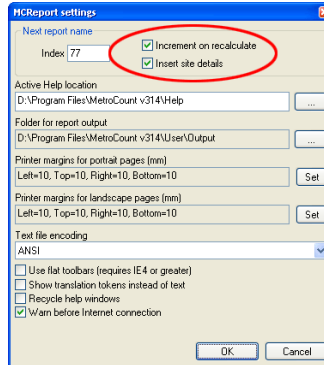 MCReport settings
Next report name
Index 77
Increment on recalculate
Insert site details
Active Help location
D:\Program Files\MetroCount v314\Help
...
Folder for report output
D:\Program Files\MetroCount v314\User\Output
...
Printer margins for portrait pages (mm)
Left=10, Top=10, Right=10, Bottom=10
Set
Printer margins for landscape pages (mm)
Left=10, Top=10, Right=10, Bottom=10
Set
Text file encoding
ANSI
Use flat toolbars (requires IE4 or greater)
Show translation tokens instead of text
Recycle help windows
Warn before Internet connection
OK Cancel